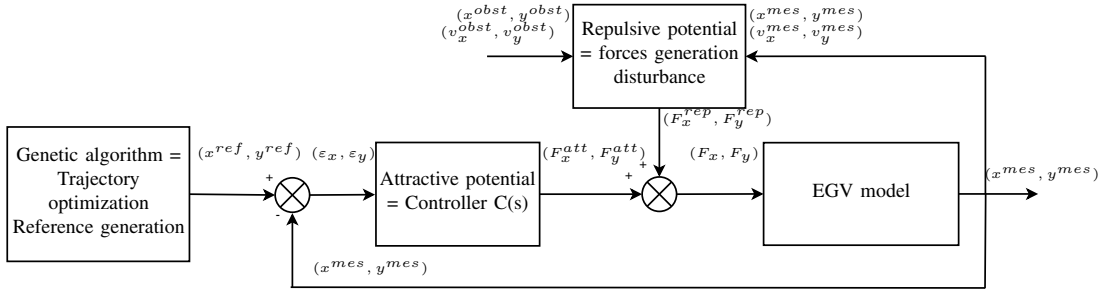 (x^{obst}, y^{obst})
(v_x^{obst}, v_y^{obst})
Repulsive potential
= forces generation
disturbance
(x^{mes}, y^{mes})
(v_x^{mes}, v_y^{mes})
(F_x^{rep}, F_y^{rep})
Genetic algorithm =
Trajectory
optimization
Reference generation
(x^{ref}, y^{ref})
+
-
(ε_x, ε_y)
Attractive potential
= Controller C(s)
(F_x^{att}, F_y^{att})
+
+
(F_x, F_y)
EGV model
(x^{mes}, y^{mes})
(x^{mes}, y^{mes})